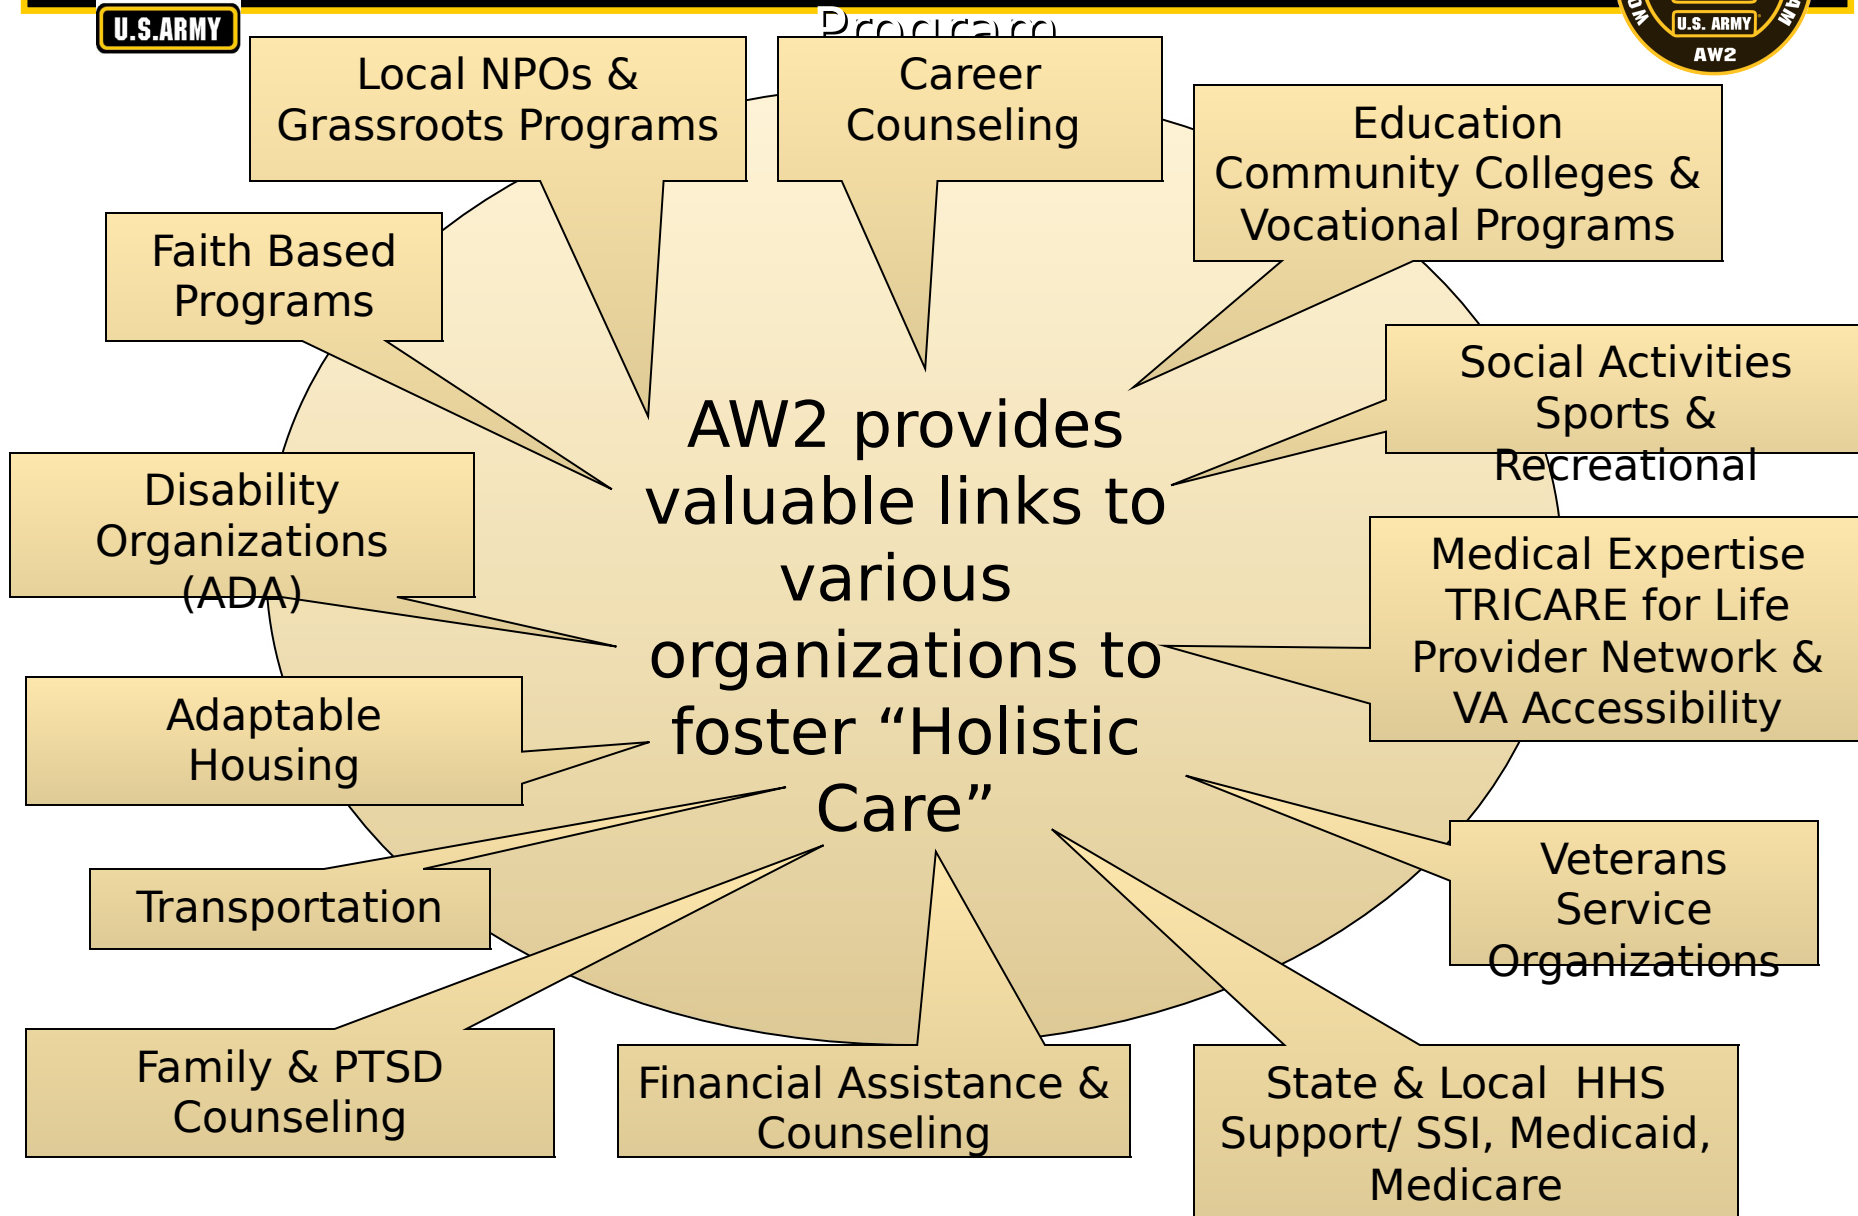 Program
U.S.ARMY
U.S. ARMY
AW2
Local NPOs &
Grassroots Programs
Career
Counseling
Education
Community Colleges &
Vocational Programs
Faith Based
Programs
Social Activities
Sports &
Recreational
AW2 provides
valuable links to
various
organizations to
foster “Holistic
Care”
Disability
Organizations
(ADA)
Medical Expertise
TRICARE for Life
Provider Network &
VA Accessibility
Adaptable
Housing
Transportation
Veterans
Service
Organizations
Family & PTSD
Counseling
Financial Assistance &
Counseling
State & Local  HHS
Support/ SSI, Medicaid,
Medicare